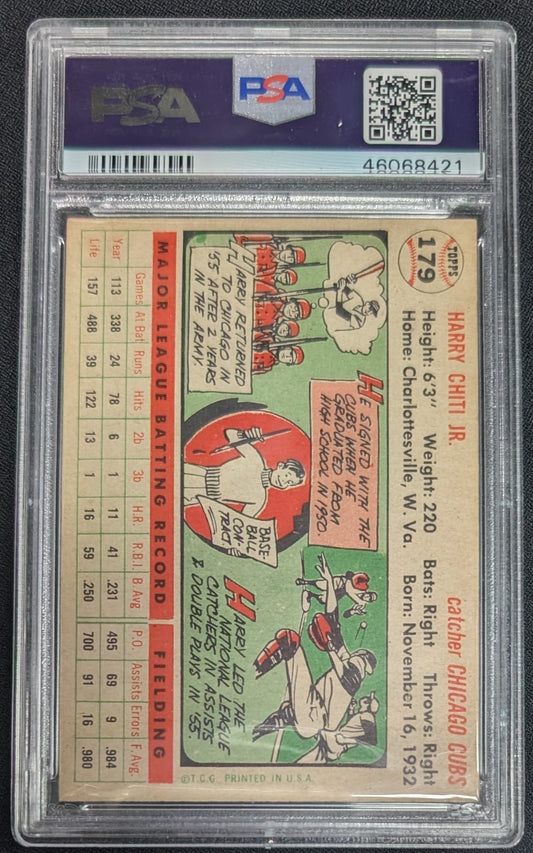 PSA
PSA
46068421
TOPPS
179
HARRY CHITI JR.
catcher CHICAGO CUBS
Height: 6'3" Weight: 220 Bats: Right Throws: Right
Home: Charlottesville, W. Va. Born: November 16, 1932
HARRY RETURNED
TO CHICAGO IN
'55 AFTER 2 YEARS
IN THE ARMY.
HE SIGNED WITH THE
CUBS WHEN HE
GRADUATED FROM
HIGH SCHOOL IN 1950
BASE
BALL
CON-
TRACT
HARRY LED THE
NATIONAL LEAGUE
CATCHERS IN ASSISTS
& DOUBLE PLAYS IN '55
MAJOR LEAGUE BATTING RECORD FIELDING
Games At Bat Runs Hits 2b 3b H.R. R.B.I. B.Avg. P.O. Assists Errors F. Avg.
Year 113 338 24 78 6 1 11 41 .231 495 69 9 .984
Life 157 488 39 122 13 1 16 59 .250 700 91 16 .980
©T.C.G. PRINTED IN U.S.A.